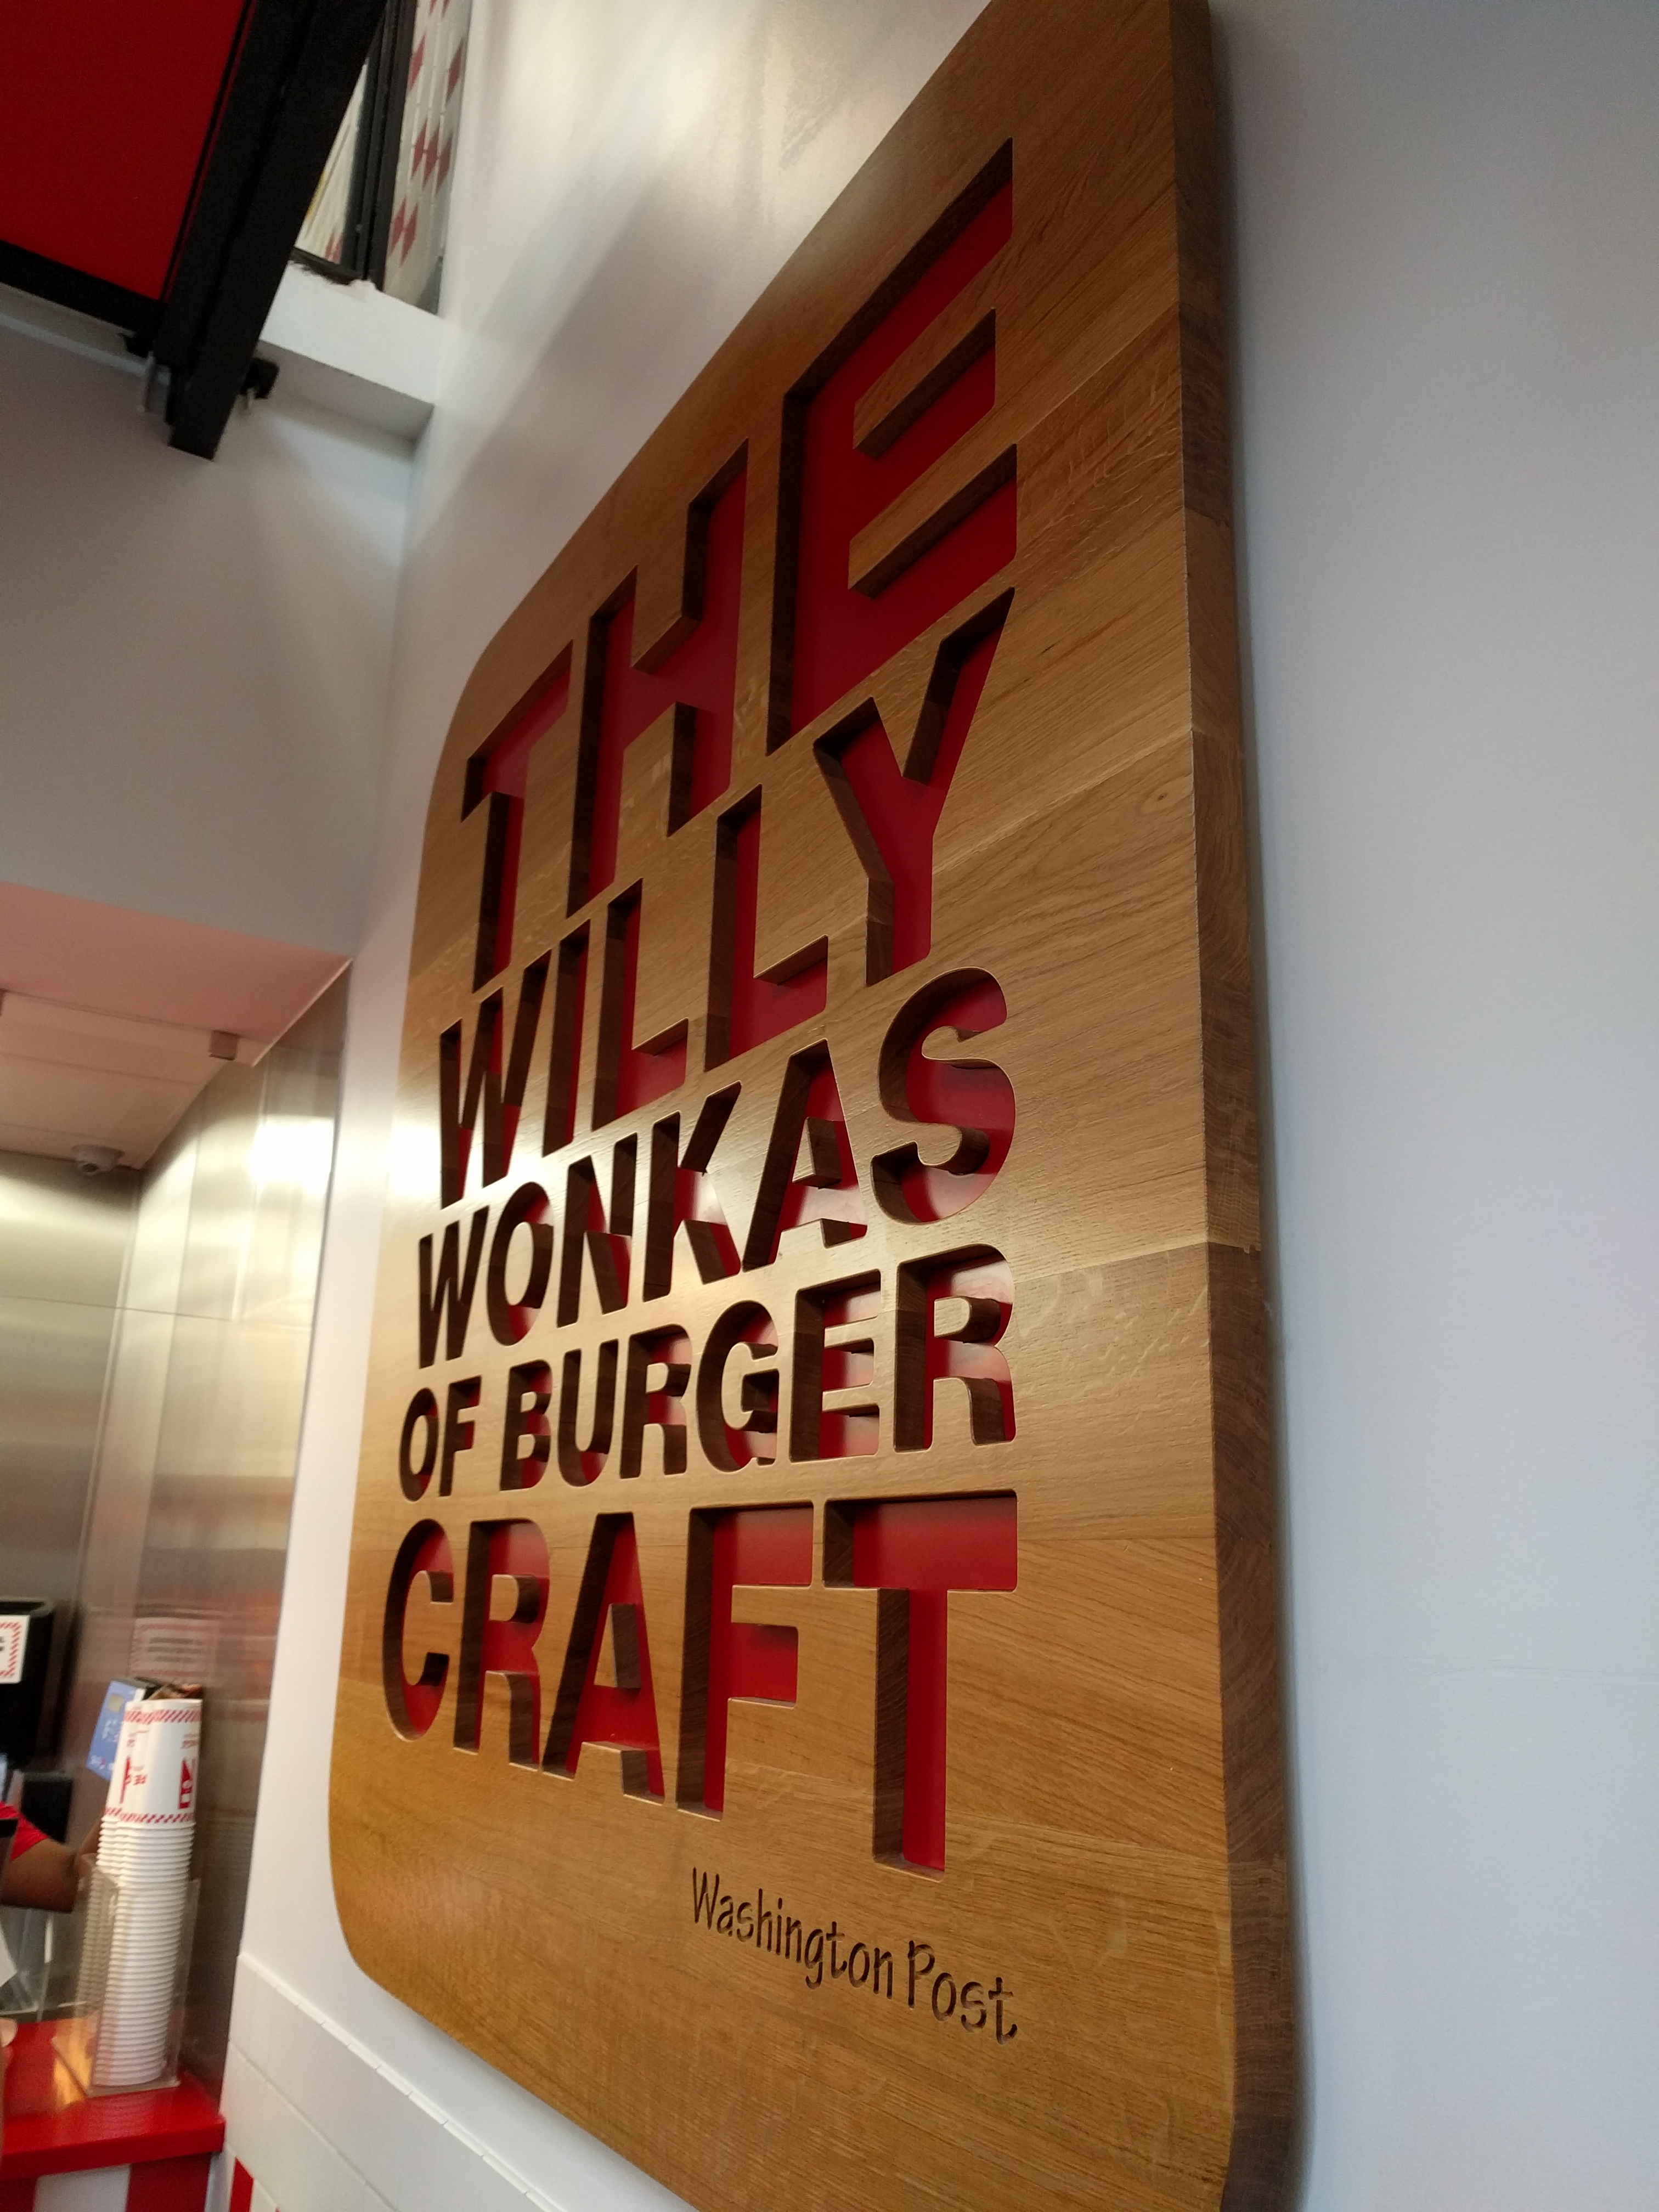 THE
WILLY
WONKAS
OF BURGER
CRAFT
Washington Post